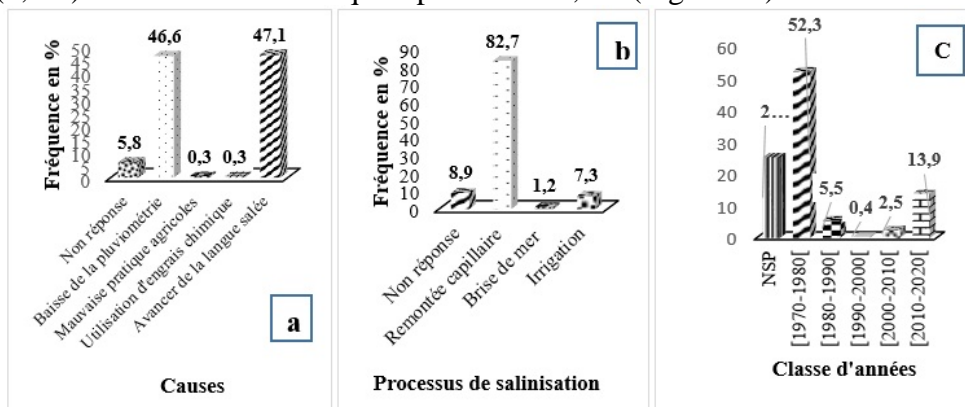 50
45
40
35
30
25
20
15
10
5
0
Fréquence en %
5,8
46,6
0,3
0,3
47,1
Non réponse
Baisse de la pluviométrie
Mauvaise pratique agricoles
Utilisation d'engrais chimique
Avancer de la langue salée
a
Causes
90
80
70
60
50
40
30
20
10
0
Fréquence en %
8,9
82,7
1,2
7,3
b
Non réponse
Remontée capillaire
Brise de mer
Irrigation
Processus de salinisation
60
50
40
30
20
10
0
2...
52,3
5,5
0,4
2,5
13,9
C
NSP
[1970-1980[
[1980-1990[
[1990-2000[
[2000-2010[
[2010-2020[
Classe d'années